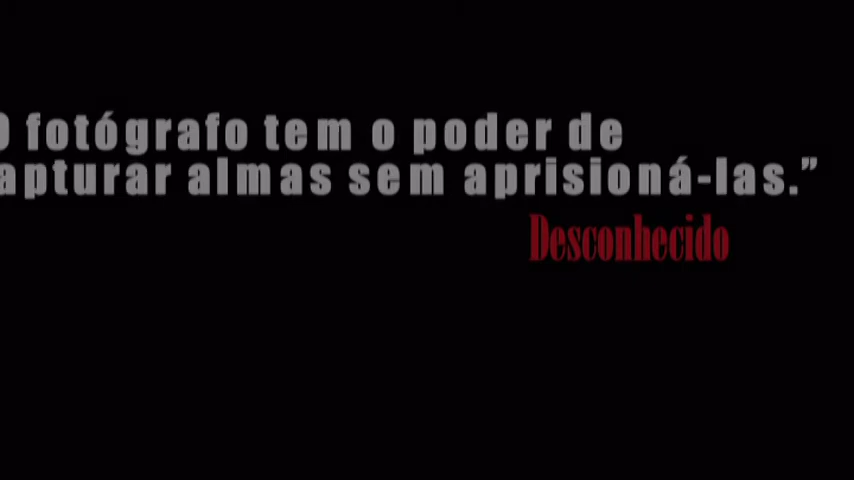 O fotógrafo tem o poder de
apturar almas sem aprisioná-las.”
Desconhecido